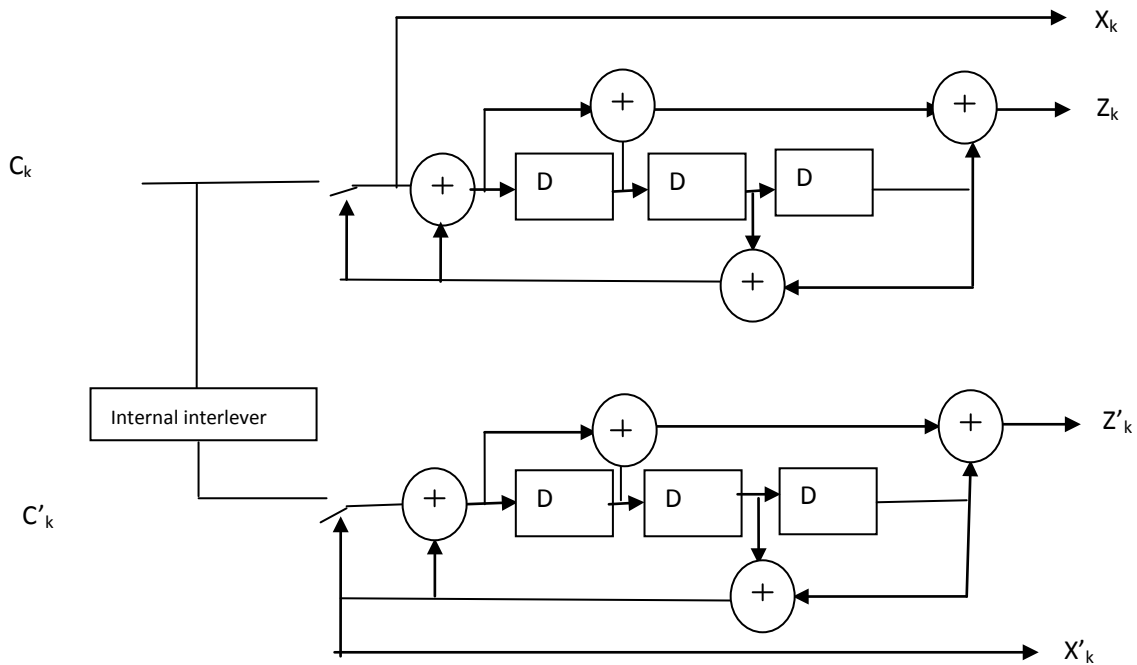 Xk
+ +
Zk
Ck
+ D D D
+
Internal interlever
+ +
Z'k
C'k
+ D D D
+
X'k